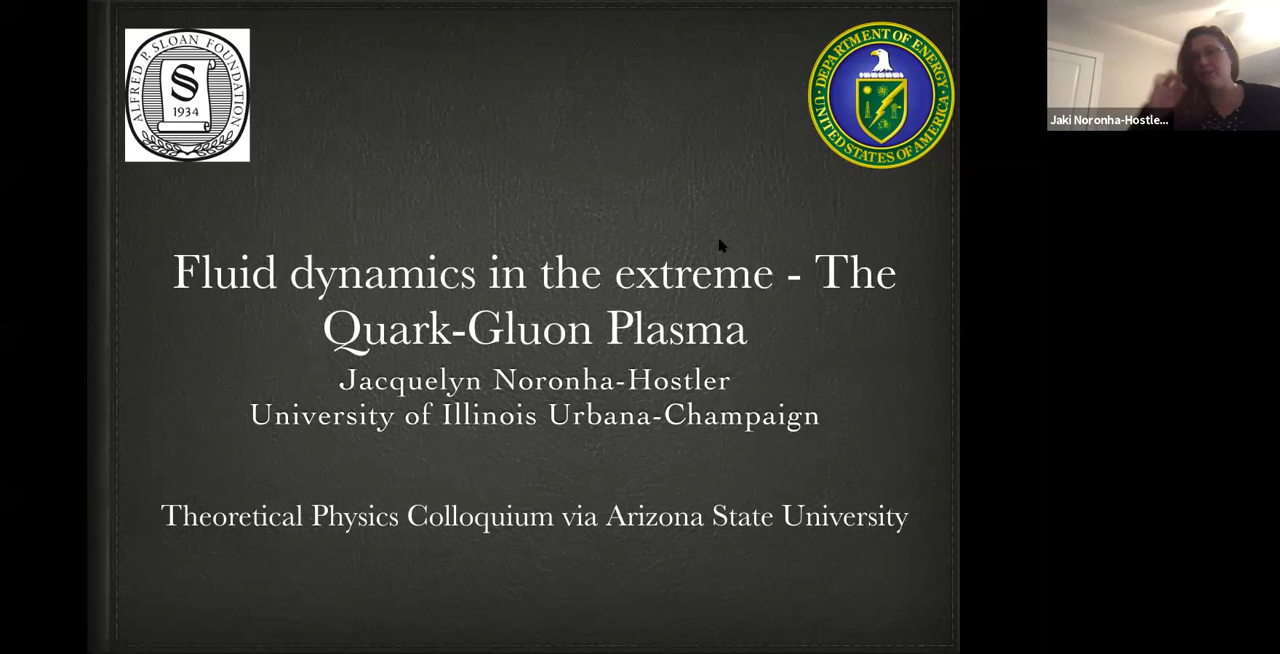 ALFRED P. SLOAN FOUNDATION
S
1934
DEPARTMENT OF ENERGY
UNITED STATES OF AMERICA
Jaki Noronha-Hostle...
Fluid dynamics in the extreme - The
Quark-Gluon Plasma
Jacquelyn Noronha-Hostler
University of Illinois Urbana-Champaign
Theoretical Physics Colloquium via Arizona State University